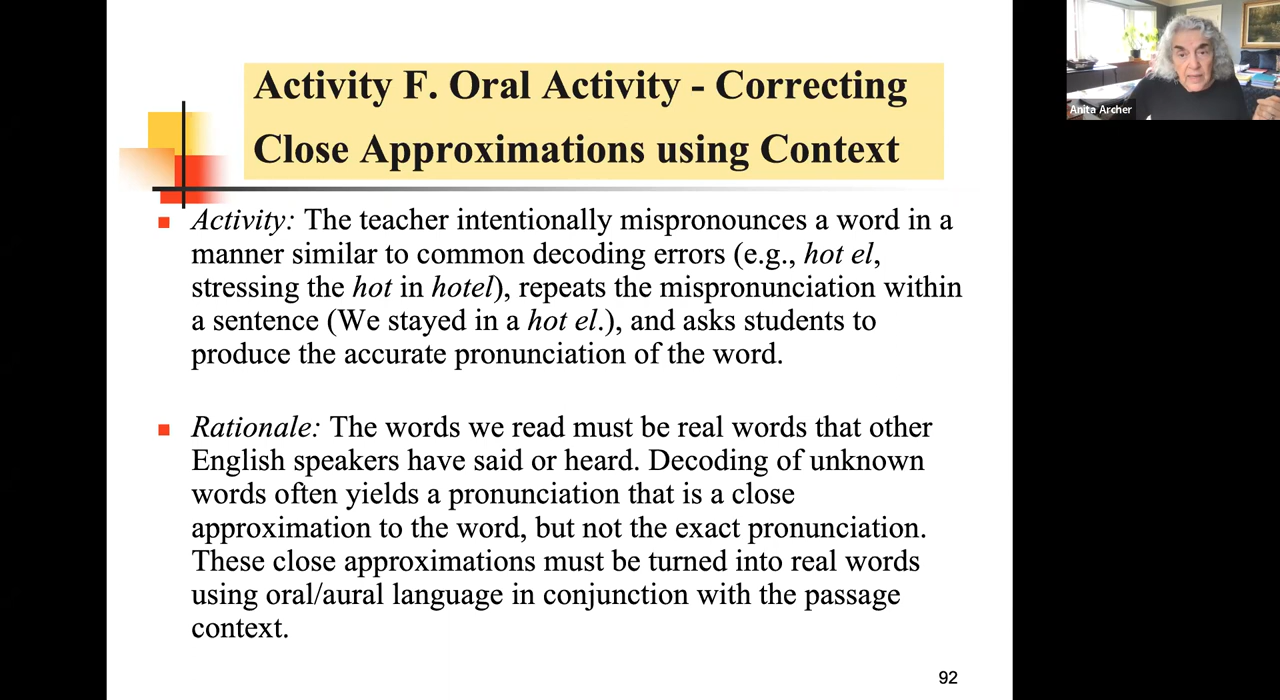 Activity F. Oral Activity - Correcting
Close Approximations using Context
Activity: The teacher intentionally mispronounces a word in a
manner similar to common decoding errors (e.g., hot el,
stressing the hot in hotel), repeats the mispronunciation within
a sentence (We stayed in a hot el.), and asks students to
produce the accurate pronunciation of the word.
Rationale: The words we read must be real words that other
English speakers have said or heard. Decoding of unknown
words often yields a pronunciation that is a close
approximation to the word, but not the exact pronunciation.
These close approximations must be turned into real words
using oral/aural language in conjunction with the passage
context.
92
Anita Archer